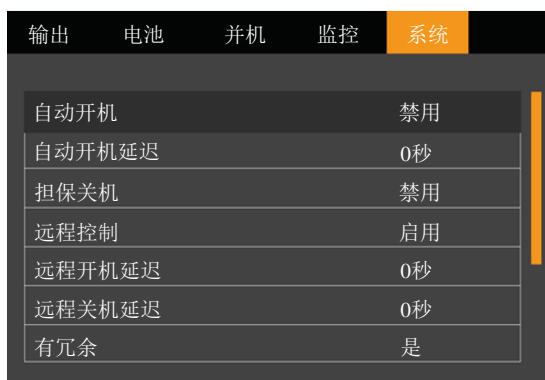 输出 电池 并机 监控 系统
自动开机 禁用
自动开机延迟 0秒
担保关机 禁用
远程控制 启用
远程开机延迟 0秒
远程关机延迟 0秒
有冗余 是